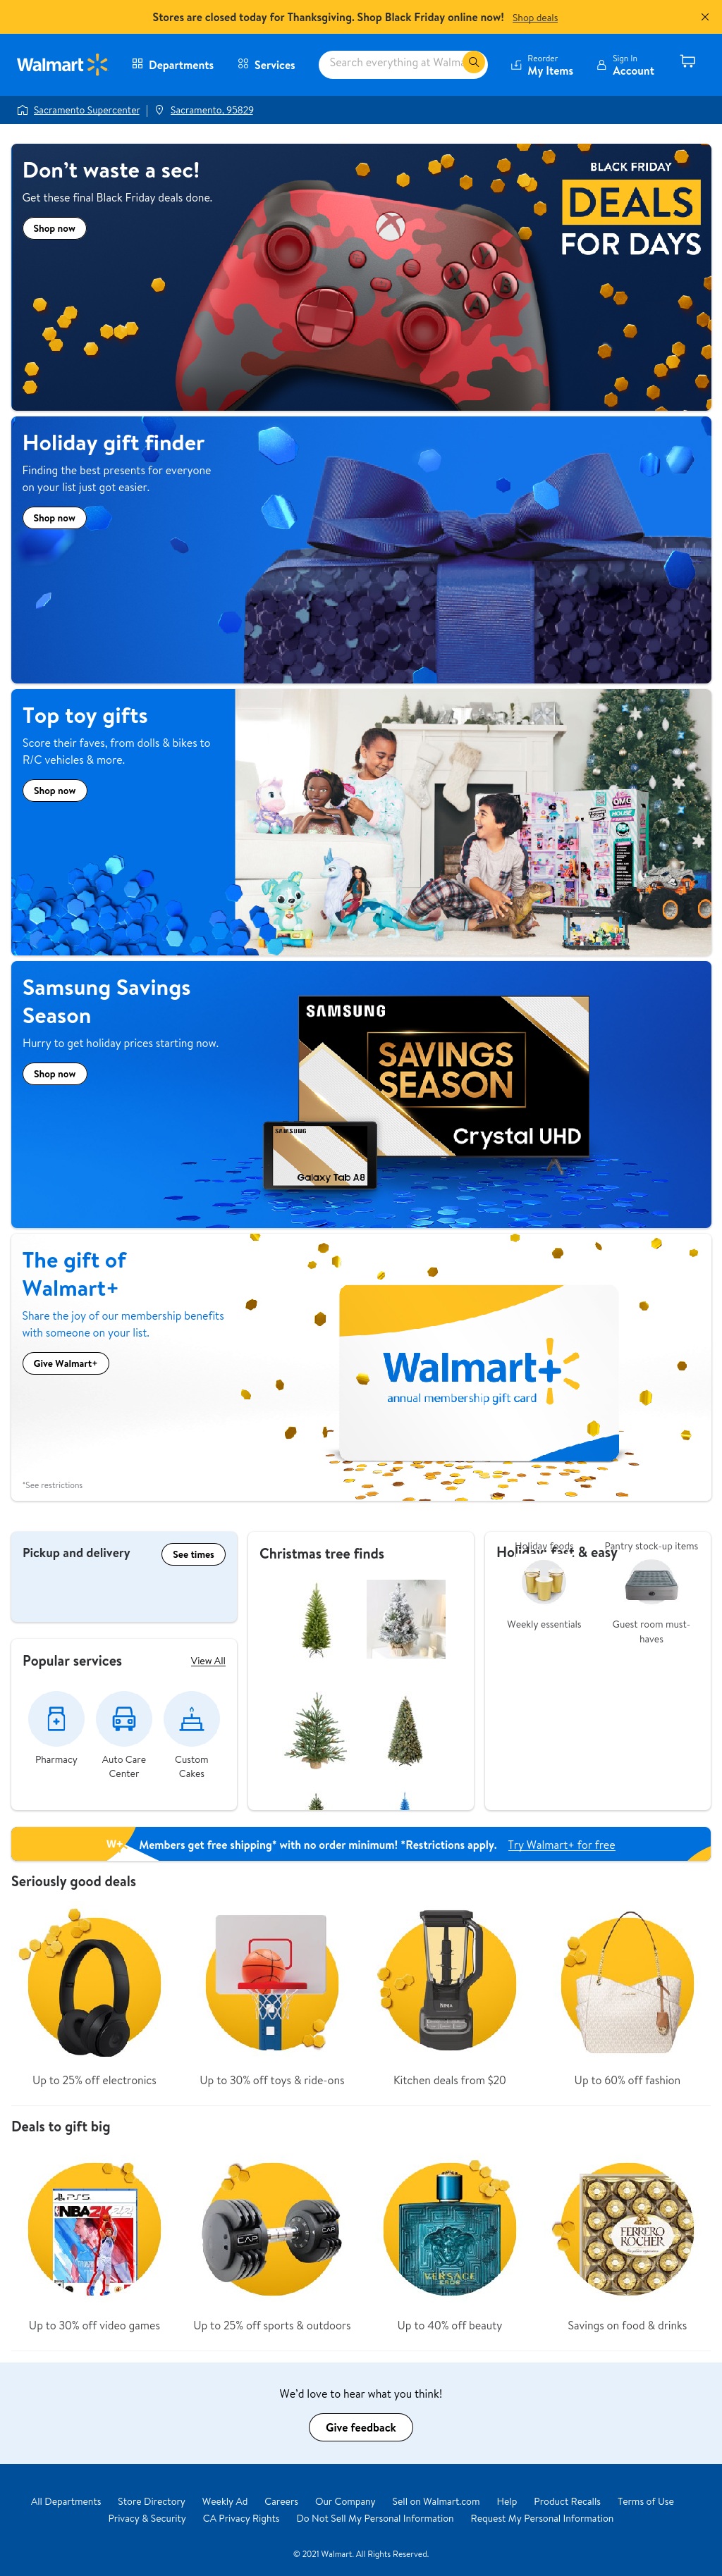 Stores are closed today for Thanksgiving. Shop Black Friday online now! Shop deals
Walmart
Departments
Services
Search everything at Walma
Reorder
My Items
Sign In
Account
Sacramento Supercenter | Sacramento, 95829
Don’t waste a sec!
Get these final Black Friday deals done.
Shop now
BLACK FRIDAY
DEALS
FOR DAYS
X Y B A
Holiday gift finder
Finding the best presents for everyone
on your list just got easier.
Shop now
Top toy gifts
Score their faves, from dolls & bikes to
R/C vehicles & more.
Shop now
Samsung Savings
Season
Hurry to get holiday prices starting now.
Shop now
SAMSUNG
SAVINGS
SEASON
Crystal UHD
SAMSUNG
Galaxy Tab A8
The gift of
Walmart+
Share the joy of our membership benefits
with someone on your list.
Give Walmart+
Walmart+
annual membership gift card
*See restrictions
Pickup and delivery
See times
Popular services
View All
Pharmacy
Auto Care
Center
Custom
Cakes
Christmas tree finds
Holiday: fast & easy
Holiday foods
Pantry stock-up items
Weekly essentials
Guest room must-
haves
W+
Members get free shipping* with no order minimum! *Restrictions apply. Try Walmart+ for free
Seriously good deals
NINJA
Up to 25% off electronics
Up to 30% off toys & ride-ons
Kitchen deals from $20
Up to 60% off fashion
Deals to gift big
PS5
NBA 2K22
CAP
CAP
VERSACE
EROS
FERRERO
ROCHER
Up to 30% off video games
Up to 25% off sports & outdoors
Up to 40% off beauty
Savings on food & drinks
We’d love to hear what you think!
Give feedback
All Departments Store Directory Weekly Ad Careers Our Company Sell on Walmart.com Help Product Recalls Terms of Use
Privacy & Security CA Privacy Rights Do Not Sell My Personal Information Request My Personal Information
© 2021 Walmart. All Rights Reserved.